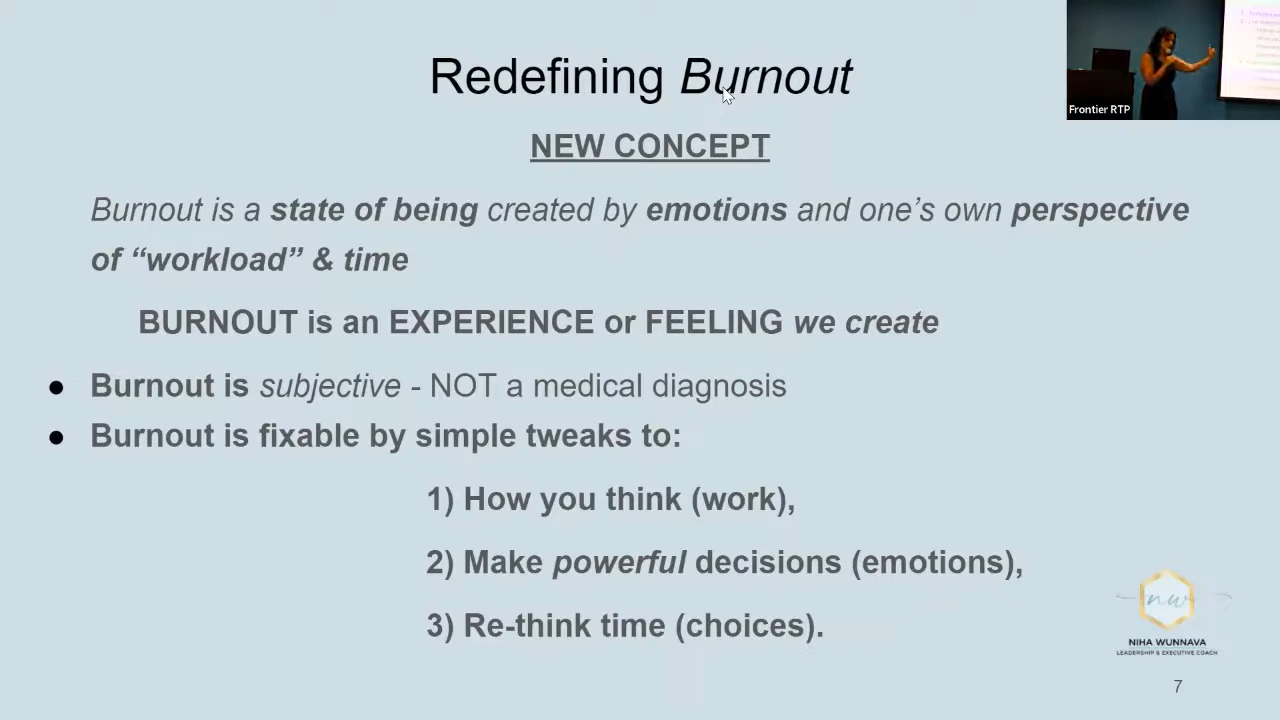 Redefining Burnout
Frontier RTP
NEW CONCEPT
Burnout is a state of being created by emotions and one’s own perspective
of “workload” & time
BURNOUT is an EXPERIENCE or FEELING we create
● Burnout is subjective - NOT a medical diagnosis
● Burnout is fixable by simple tweaks to:
1) How you think (work),
2) Make powerful decisions (emotions),
3) Re-think time (choices).
nw
NIHA WUNNAVA
LEADERSHIP & EXECUTIVE COACH
7